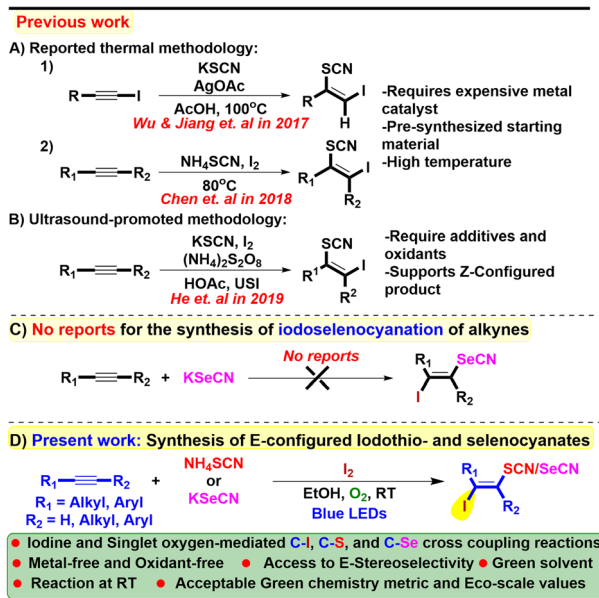 Previous work
A) Reported thermal methodology:
1)
R
I
KSCN
AgOAc
AcOH, 100°C
Wu & Jiang et. al in 2017
SCN
R
I
H
-Requires expensive metal
catalyst
-Pre-synthesized starting
material
-High temperature
2)
R₁
R₂
NH₄SCN, I₂
80°C
Chen et. al in 2018
SCN
R₁
I
R₂
B) Ultrasound-promoted methodology:
R₁
R₂
KSCN, I₂
(NH₄)₂S₂O₈
HOAc, USI
He et. al in 2019
SCN
R¹
I
R²
-Require additives and
oxidants
-Supports Z-Configured
product
C) No reports for the synthesis of iodoselenocyanation of alkynes
R₁
R₂ + KSeCN
No reports
R₁
SeCN
I
R₂
D) Present work: Synthesis of E-configured Iodothio- and selenocyanates
R₁
R₂
R₁ = Alkyl, Aryl
R₂ = H, Alkyl, Aryl
+
NH₄SCN
or
KSeCN
I₂
EtOH, O₂, RT
Blue LEDs
R₁
SCN/SeCN
I
R₂
● Iodine and Singlet oxygen-mediated C-I, C-S, and C-Se cross coupling reactions
● Metal-free and Oxidant-free ● Access to E-Stereoselectivity ● Green solvent
● Reaction at RT ● Acceptable Green chemistry metric and Eco-scale values